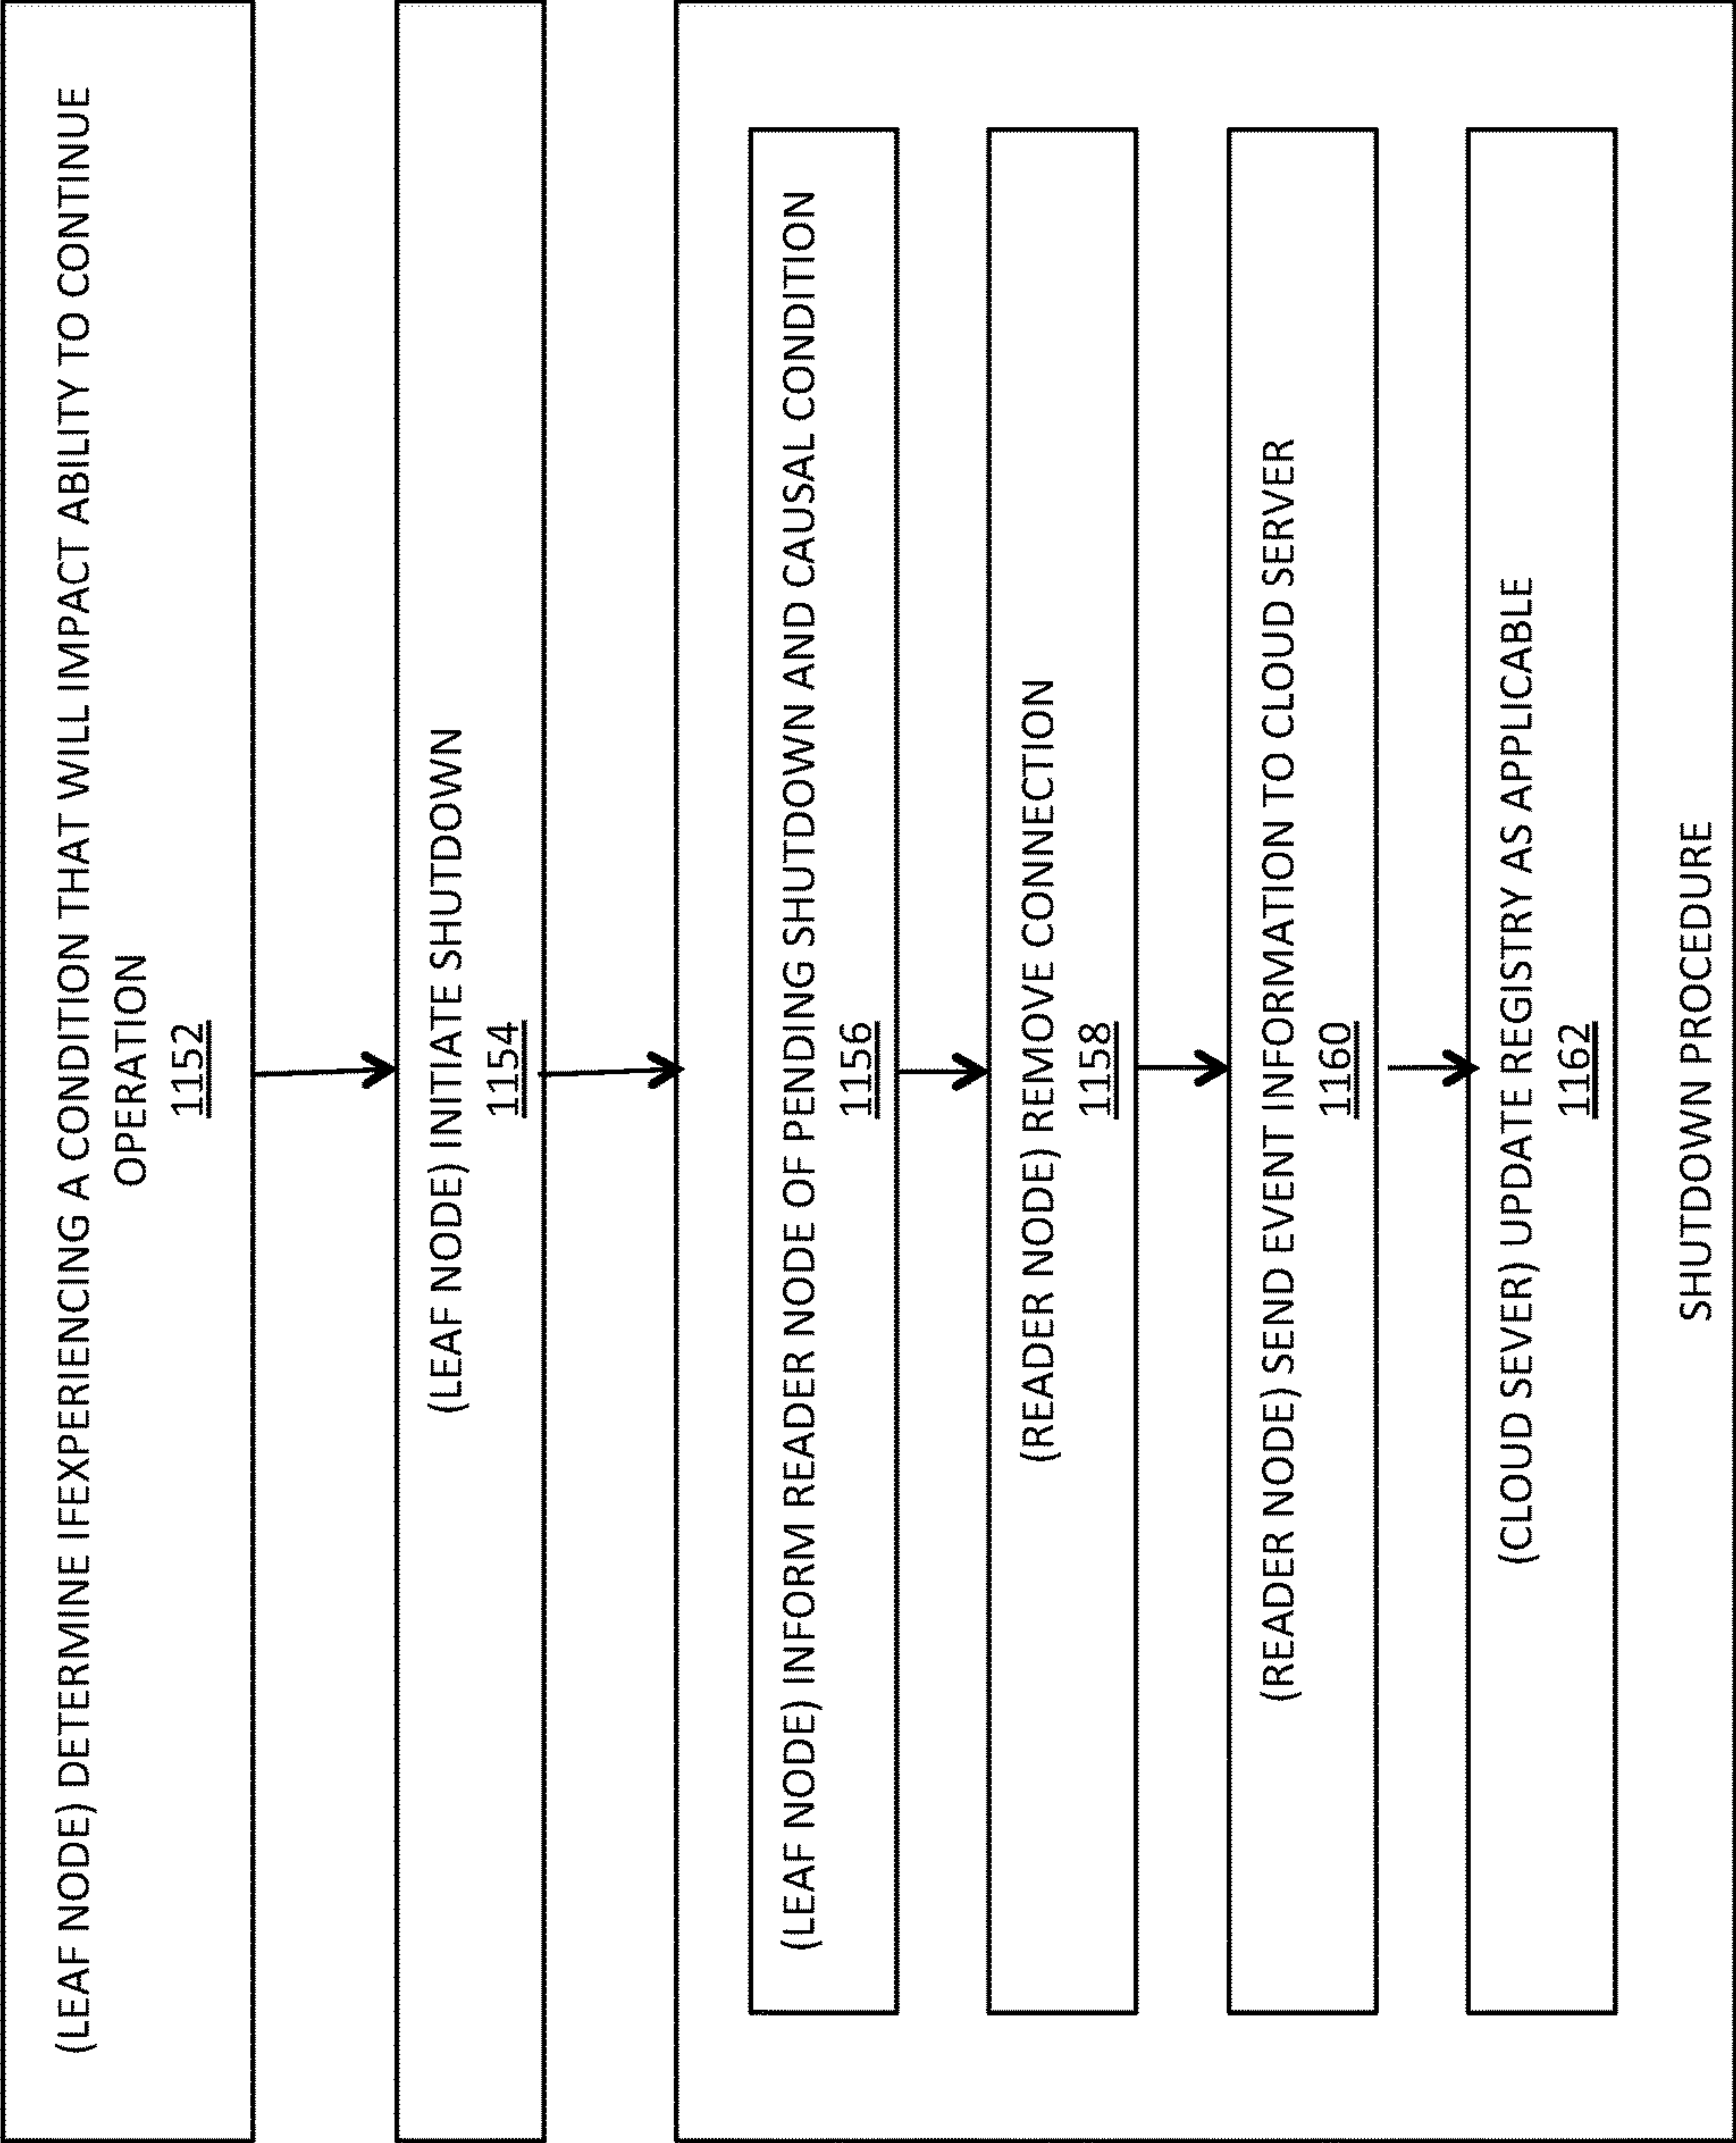 (LEAF NODE) DETERMINE IFEXPERIENCING A CONDITION THAT WILL IMPACT ABILITY TO CONTINUE
OPERATION
1152
(LEAF NODE) INITIATE SHUTDOWN
1154
(LEAF NODE) INFORM READER NODE OF PENDING SHUTDOWN AND CAUSAL CONDITION
1156
(READER NODE) REMOVE CONNECTION
1158
(READER NODE) SEND EVENT INFORMATION TO CLOUD SERVER
1160
(CLOUD SEVER) UPDATE REGISTRY AS APPLICABLE
1162
SHUTDOWN PROCEDURE